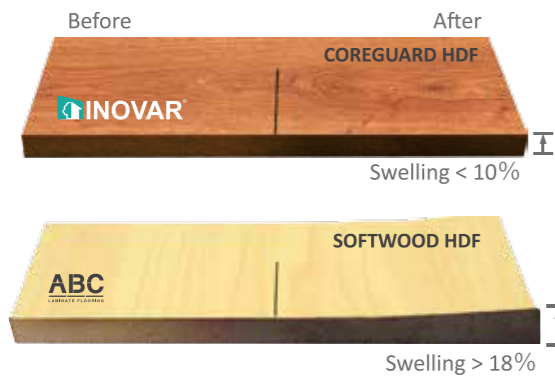 Before
After
COREGUARD HDF
INOVAR®
Swelling < 10%
SOFTWOOD HDF
ABC
LAMINATE FLOORING
Swelling > 18%